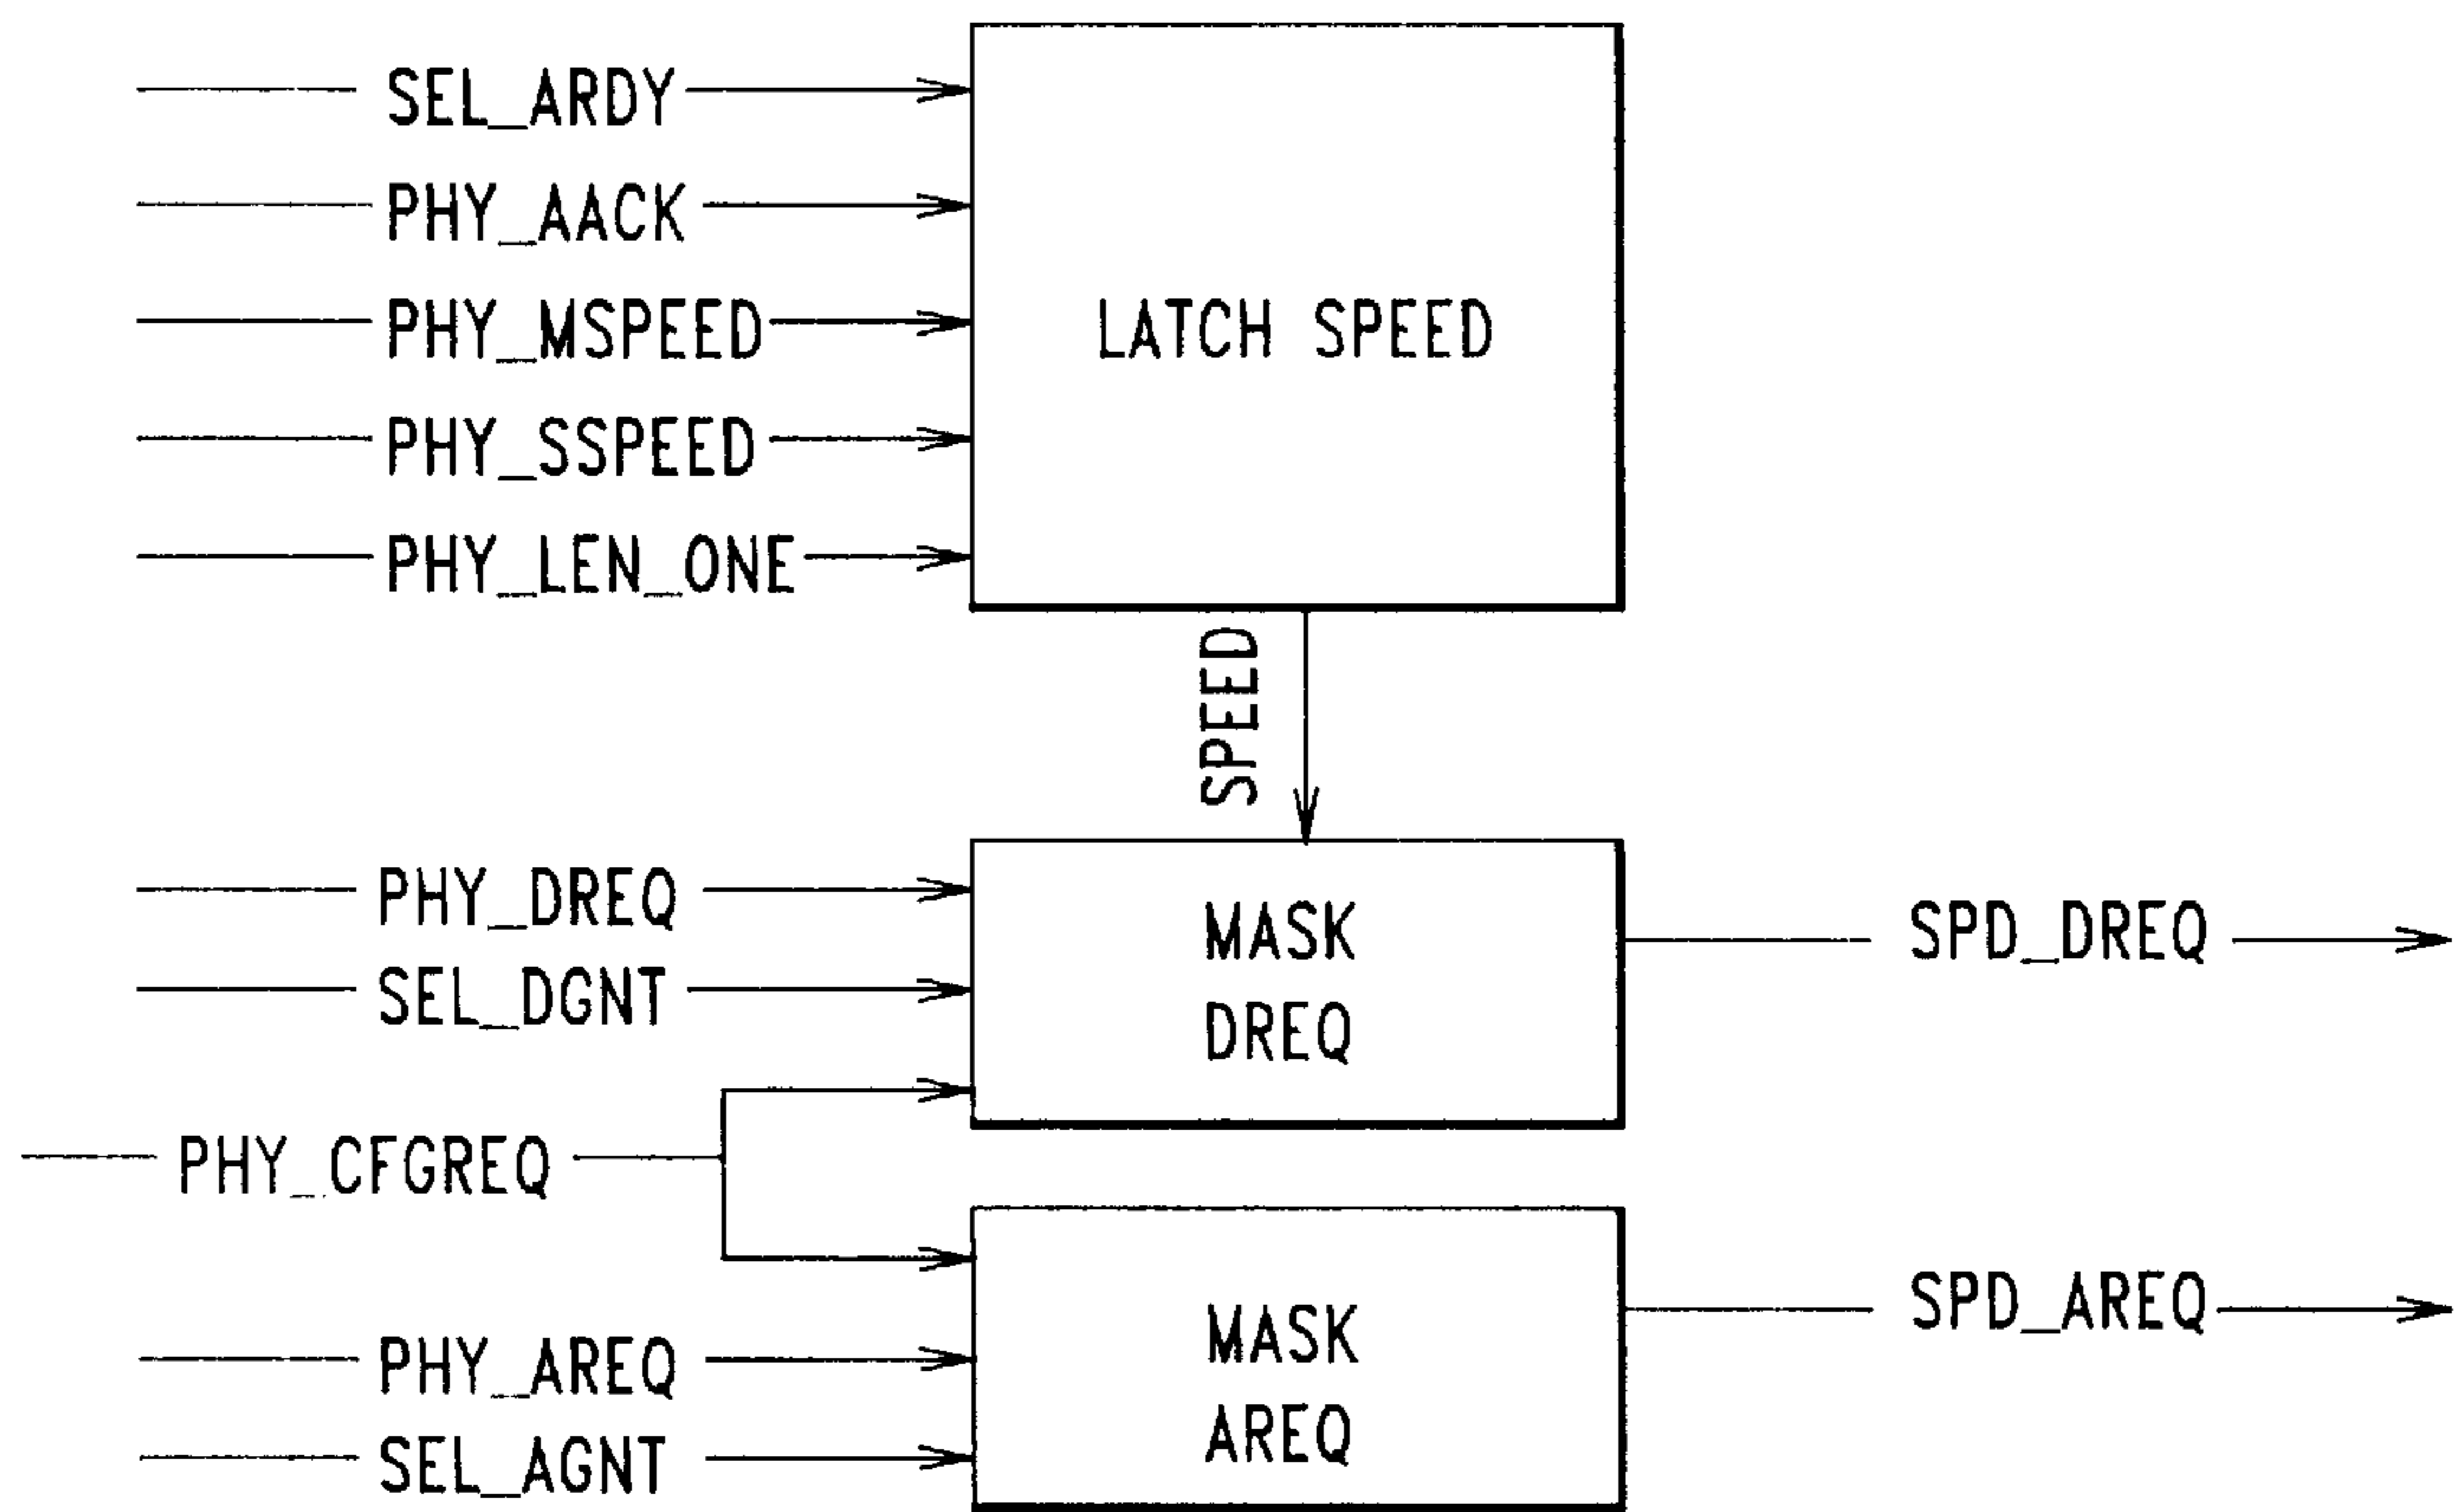 SEL_ARDY
PHY_AACK
PHY_MSPEED
PHY_SSPEED
PHY_LEN_ONE
LATCH SPEED
SPEED
PHY_DREQ
SEL_DGNT
PHY_CFGREQ
MASK
DREQ
SPD_DREQ
PHY_AREQ
SEL_AGNT
MASK
AREQ
SPD_AREQ